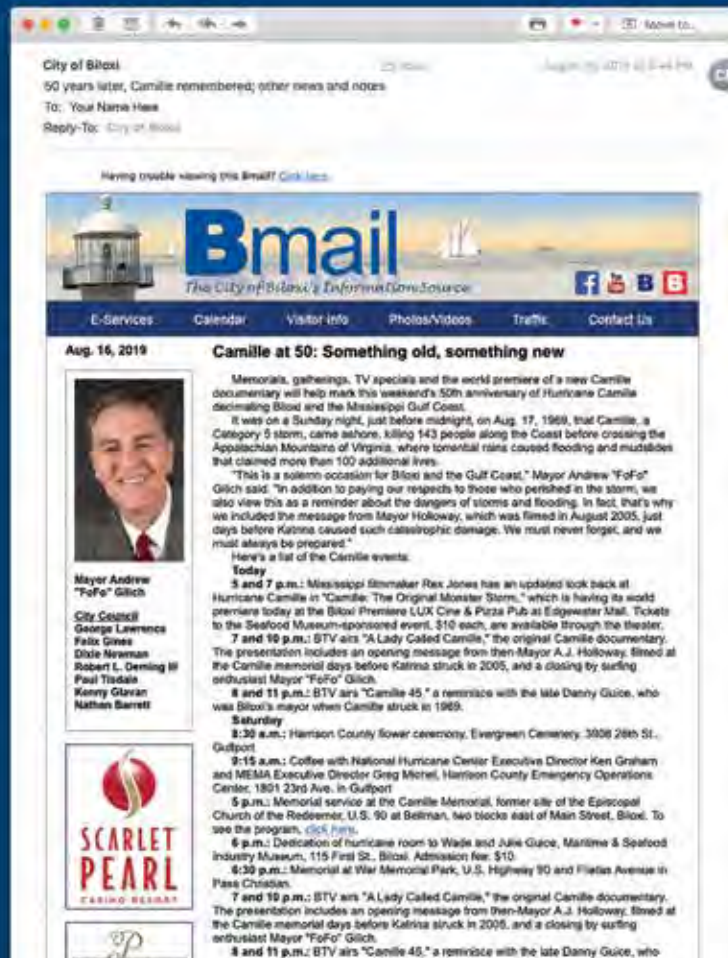 Move to...
City of Biloxi
50 years later, Camille remembered; other news and notes
To: Your Name Here
Reply-To: City of Biloxi
Having trouble viewing this Bmail? Click here.
Bmail
The City of Biloxi's Information Source
E-Services Calendar Visitor info Photos/Videos Traffic Contact Us
Aug. 16, 2019
Mayor Andrew
"FoFo" Gilich
City Council
George Lawrence
Felix Gines
Dixie Newman
Robert L. Deming III
Paul Tisdale
Kenny Glavan
Nathan Barrett
SCARLET
PEARL
CASINO RESORT
Camille at 50: Something old, something new
Memorials, gatherings, TV specials and the world premiere of a new Camille
documentary will help mark this weekend's 50th anniversary of Hurricane Camille
decimating Biloxi and the Mississippi Gulf Coast.
It was on a Sunday night, just before midnight, on Aug. 17, 1969, that Camille, a
Category 5 storm, came ashore, killing 143 people along the Coast before crossing the
Appalachian Mountains of Virginia, where torrential rains caused flooding and mudslides
that claimed more than 100 additional lives.
"This is a solemn occasion for Biloxi and the Gulf Coast," Mayor Andrew "FoFo"
Gilich said. "In addition to paying our respects to those who perished in the storm, we
also view this as a reminder about the dangers of storms and flooding. In fact, that's why
we included the message from Mayor Holloway, which was filmed in August 2005, just
days before Katrina caused such catastrophic damage. We must never forget, and we
must always be prepared."
Here's a list of the Camille events:
Today
5 and 7 p.m.: Mississippi filmmaker Rex Jones has an updated look back at
Hurricane Camille in "Camille: The Original Monster Storm," which is having its world
premiere today at the Biloxi Premiere LUX Cine & Pizza Pub at Edgewater Mall. Tickets
to the Seafood Museum-sponsored event, $10 each, are available through the theater.
7 and 10 p.m.: BTV airs "A Lady Called Camille," the original Camille documentary.
The presentation includes an opening message from then-Mayor A.J. Holloway, filmed at
the Camille memorial days before Katrina struck in 2005, and a closing by surfing
enthusiast Mayor "FoFo" Gilich.
8 and 11 p.m.: BTV airs "Camille 45," a reminisce with the late Danny Guice, who
was Biloxi's mayor when Camille struck in 1969.
Saturday
8:30 a.m.: Harrison County flower ceremony, Evergreen Cemetery, 3908 26th St.,
Gulfport
9:15 a.m.: Coffee with National Hurricane Center Executive Director Ken Graham
and MEMA Executive Director Greg Michel, Harrison County Emergency Operations
Center, 1801 23rd Ave. in Gulfport
5 p.m.: Memorial service at the Camille Memorial, former site of the Episcopal
Church of the Redeemer, U.S. 90 at Bellman, two blocks east of Main Street, Biloxi. To
see the program, click here.
6 p.m.: Dedication of hurricane room to Wade and Julie Guice, Maritime & Seafood
Industry Museum, 115 First St., Biloxi. Admission fee: $10.
6:30 p.m.: Memorial at War Memorial Park, U.S. Highway 90 and Fleitas Avenue in
Pass Christian.
7 and 10 p.m.: BTV airs "A Lady Called Camille," the original Camille documentary.
The presentation includes an opening message from then-Mayor A.J. Holloway, filmed at
the Camille memorial days before Katrina struck in 2005, and a closing by surfing
enthusiast Mayor "FoFo" Gilich.
8 and 11 p.m.: BTV airs "Camille 45," a reminisce with the late Danny Guice, who